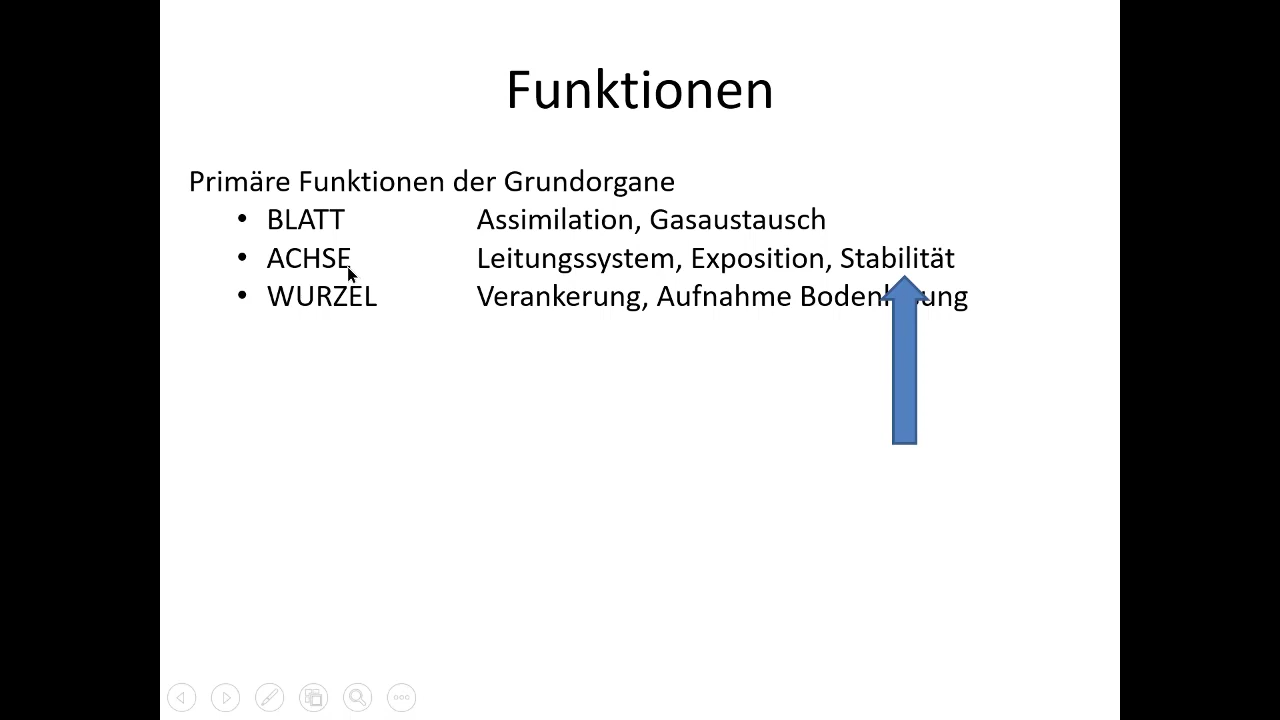 Funktionen
Primäre Funktionen der Grundorgane
• BLATT Assimilation, Gasaustausch
• ACHSE Leitungssystem, Exposition, Stabilität
• WURZEL Verankerung, Aufnahme